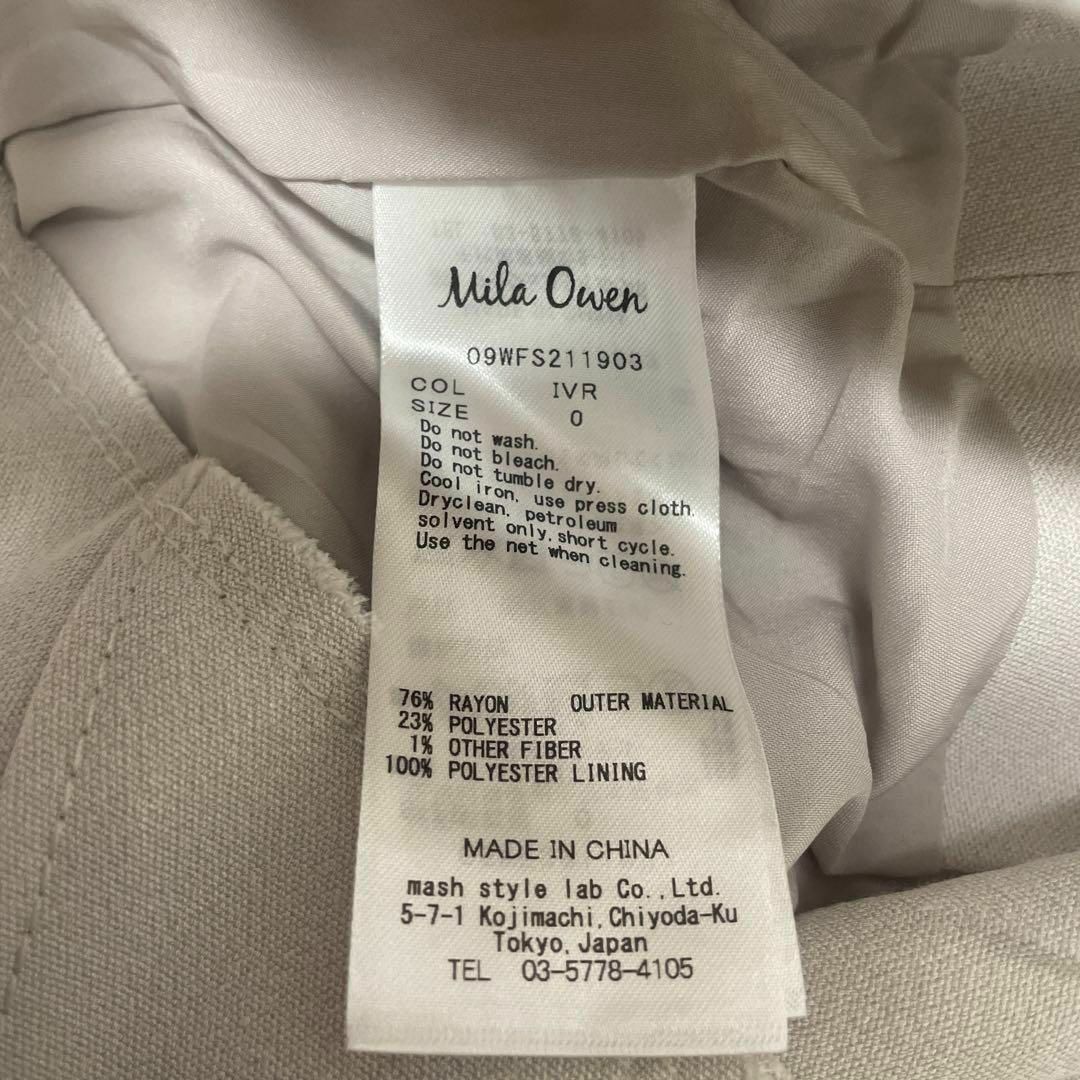 Mila Owen
09WFS211903
COL IVR
SIZE 0
Do not wash.
Do not bleach.
Do not tumble dry.
Cool iron, use press cloth.
Dryclean, petroleum
solvent only,short cycle.
Use the net when cleaning.
76% RAYON OUTER MATERIAL
23% POLYESTER
1% OTHER FIBER
100% POLYESTER LINING
MADE IN CHINA
mash style lab Co.,Ltd.
5-7-1 Kojimachi,Chiyoda-Ku
Tokyo,Japan
TEL 03-5778-4105